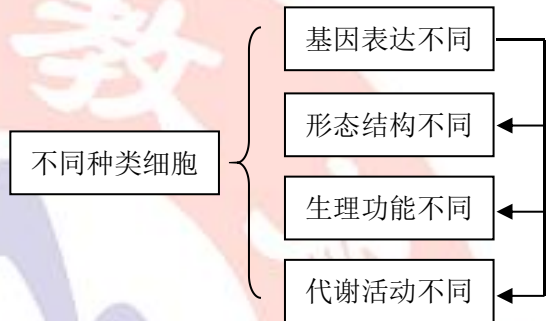 基因表达不同
形态结构不同
不同种类细胞
生理功能不同
代谢活动不同